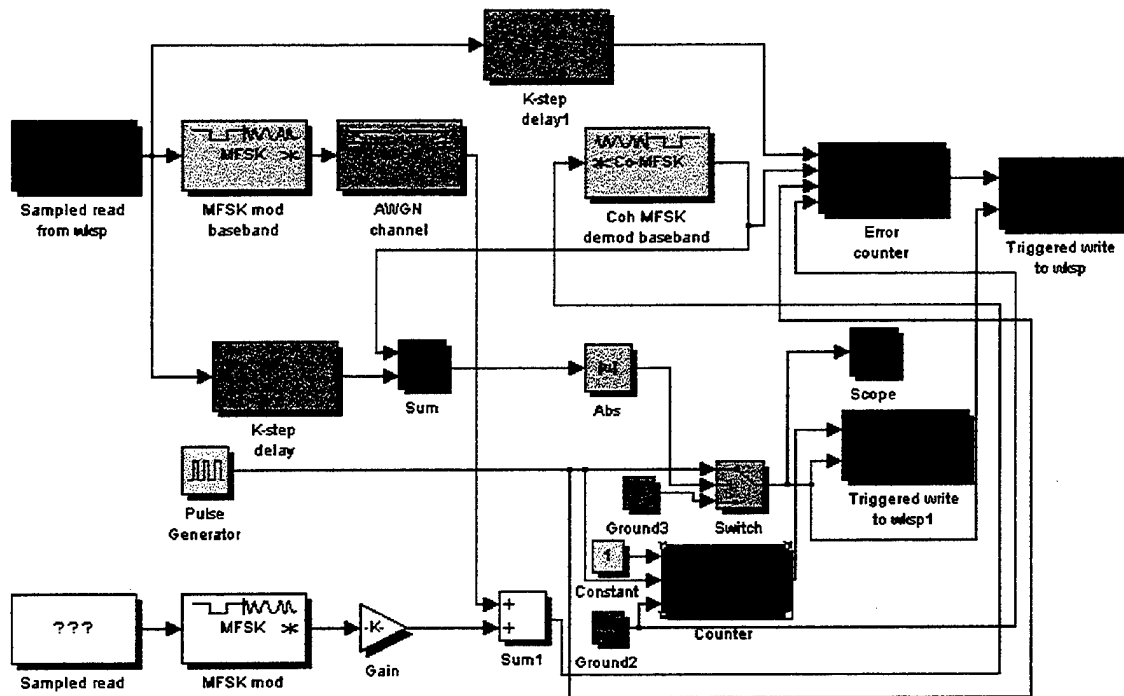 K-step
delay1
MFSK
Co-MFSK
Sampled read
from wksp
MFSK mod
baseband
AWGN
channel
Coh MFSK
demod baseband
Error
counter
Triggered write
to wksp
Sum
|u|
Abs
Scope
K-step
delay
Pulse
Generator
Ground3
Switch
Triggered write
to wksp1
1
Constant
Counter
Ground2
???
MFSK
-K-
+
+
Sampled read
MFSK mod
Gain
Sum1